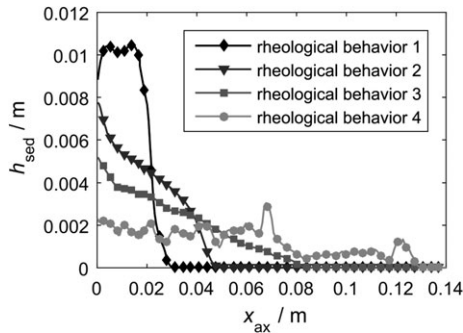 0.012
0.01
0.008
0.006
0.004
0.002
0
h_sed / m
rheological behavior 1
rheological behavior 2
rheological behavior 3
rheological behavior 4
0 0.02 0.04 0.06 0.08 0.1 0.12 0.14
x_ax / m